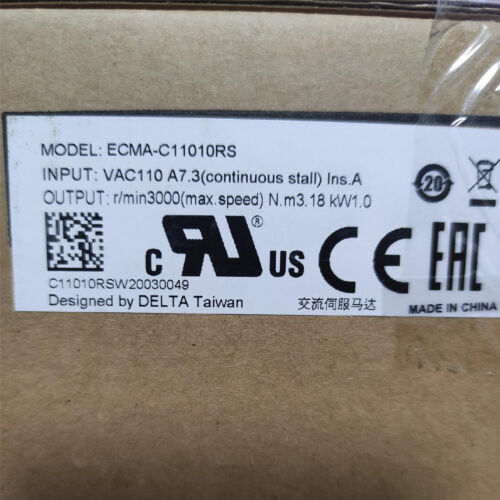 MODEL: ECMA-C11010RS
INPUT: VAC110 A7.3(continuous stall) Ins.A
OUTPUT: r/min3000(max.speed) N.m3.18 kW1.0
20
C RU ® US CE EAC
C11010RSW20030049
Designed by DELTA Taiwan
交流伺服马达
MADE IN CHINA